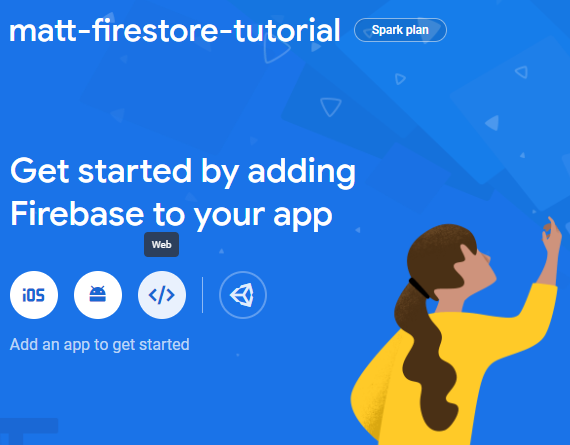 matt-firestore-tutorial Spark plan
Get started by adding
Firebase to your app
Web
iOS
Add an app to get started